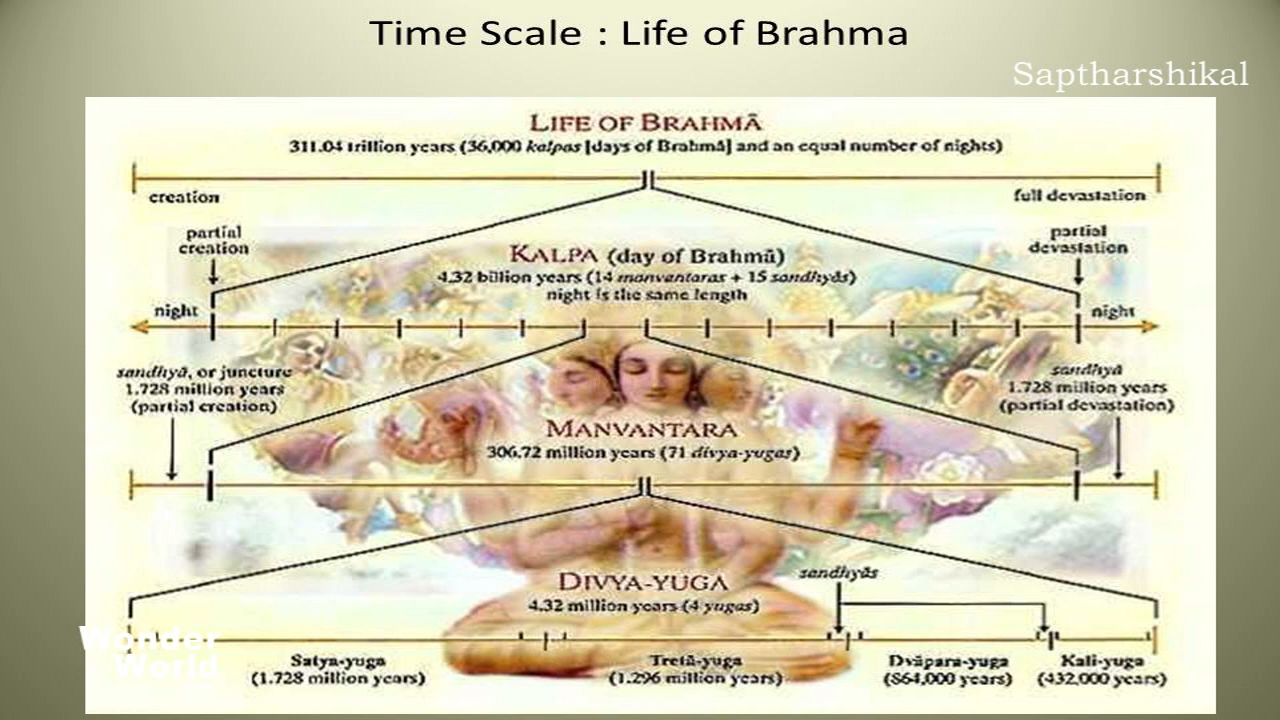 Time Scale : Life of Brahma
Saptharshikal
LIFE OF BRAHMĀ
311.04 trillion years (36,000 kalpas [days of Brahmā] and an equal number of nights)
creation
full devastation
partial
creation
partial
devastation
KALPA (day of Brahmā)
4.32 billion years (14 manvantaras + 15 sandhyās)
night is the same length
night
night
sandhyā, or juncture
1.728 million years
(partial creation)
sandhyā
1.728 million years
(partial devastation)
MANVANTARA
306.72 million years (71 divya-yugas)
DIVYA-YUGA
4.32 million years (4 yugas)
sandhyās
Satya-yuga
(1.728 million years)
Tretā-yuga
(1.296 million years)
Dvāpara-yuga
(864,000 years)
Kali-yuga
(432,000 years)
Wonder
World